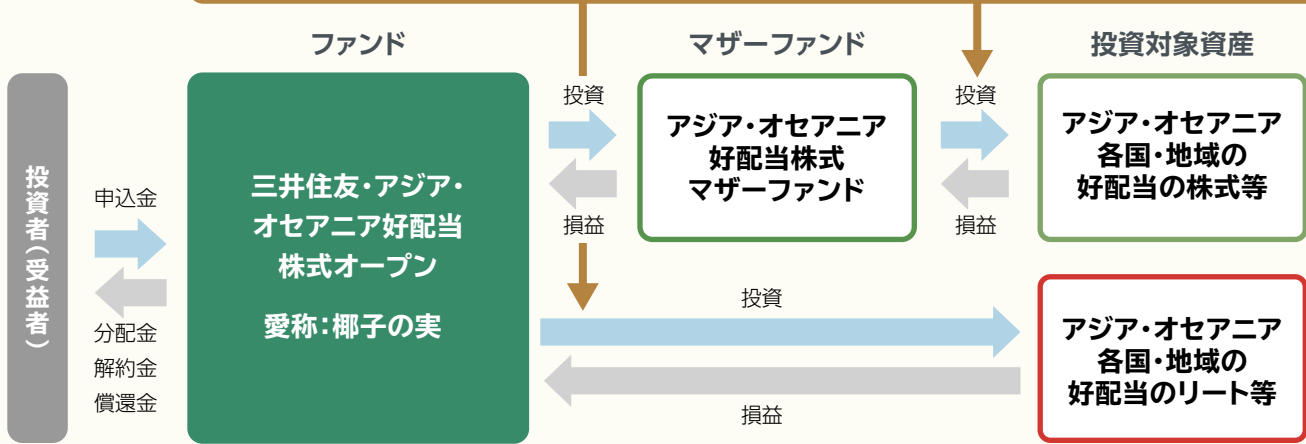 ファンド
マザーファンド
投資対象資産
投資者(受益者)
申込金
分配金
解約金
償還金
三井住友・アジア・
オセアニア好配当
株式オープン
愛称:椰子の実
投資
損益
アジア・オセアニア
好配当株式
マザーファンド
投資
損益
アジア・オセアニア
各国・地域の
好配当の株式等
投資
損益
アジア・オセアニア
各国・地域の
好配当のリート等